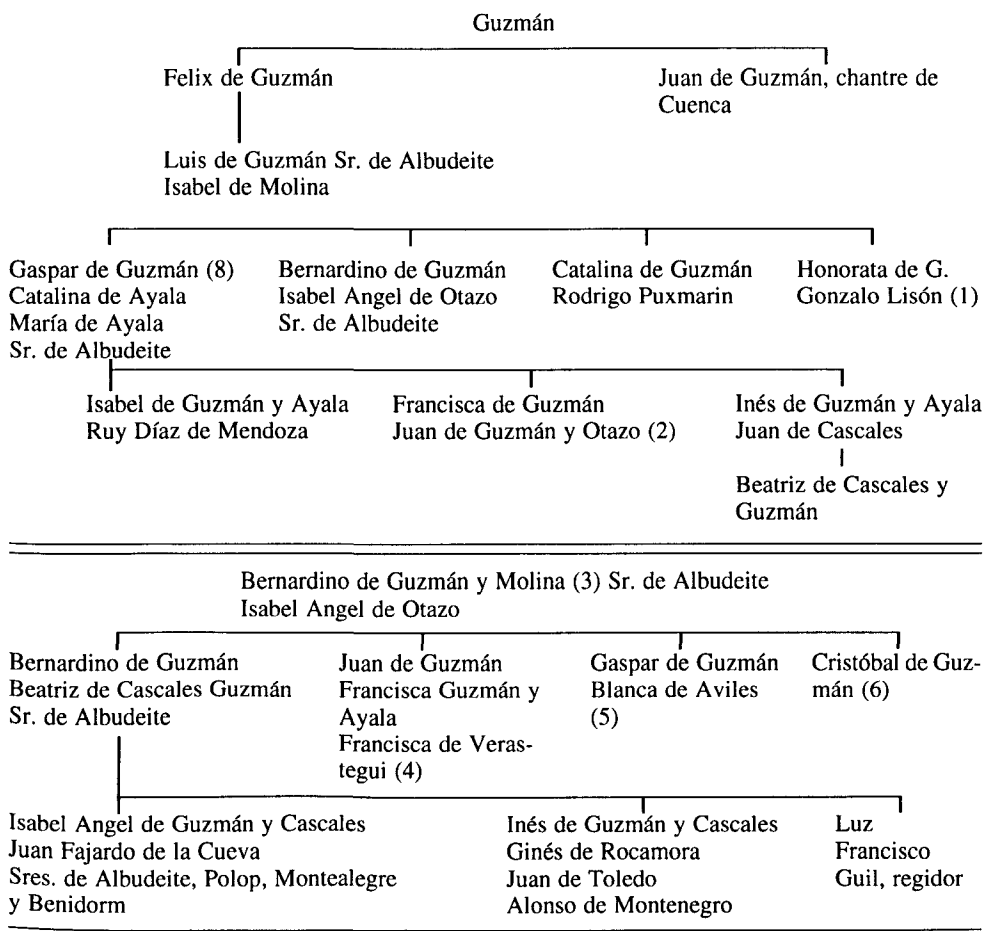 Guzmán
Felix de Guzmán
Juan de Guzmán, chantre de
Cuenca
Luis de Guzmán Sr. de Albudeite
Isabel de Molina
Gaspar de Guzmán (8)
Catalina de Ayala
María de Ayala
Sr. de Albudeite
Bernardino de Guzmán
Isabel Angel de Otazo
Sr. de Albudeite
Catalina de Guzmán
Rodrigo Puxmarin
Honorata de G.
Gonzalo Lisón (1)
Isabel de Guzmán y Ayala
Ruy Díaz de Mendoza
Francisca de Guzmán
Juan de Guzmán y Otazo (2)
Inés de Guzmán y Ayala
Juan de Cascales
Beatriz de Cascales y
Guzmán
Bernardino de Guzmán y Molina (3) Sr. de Albudeite
Isabel Angel de Otazo
Bernardino de Guzmán
Beatriz de Cascales Guzmán
Sr. de Albudeite
Juan de Guzmán
Francisca Guzmán y
Ayala
Francisca de Veras-
tegui (4)
Gaspar de Guzmán
Blanca de Aviles
(5)
Cristóbal de Guz-
mán (6)
Isabel Angel de Guzmán y Cascales
Juan Fajardo de la Cueva
Sres. de Albudeite, Polop, Montealegre
y Benidorm
Inés de Guzmán y Cascales
Ginés de Rocamora
Juan de Toledo
Alonso de Montenegro
Luz
Francisco
Guil, regidor